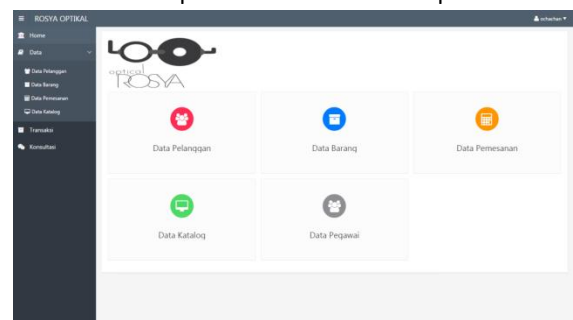 ROSYA OPTIKAL
ochachan
Home
Data
Data Pelanggan
Data Barang
Data Pemesanan
Data Katalog
Transaksi
Konsultasi
optical
ROSYA
Data Pelanggan
Data Barang
Data Pemesanan
Data Katalog
Data Pegawai